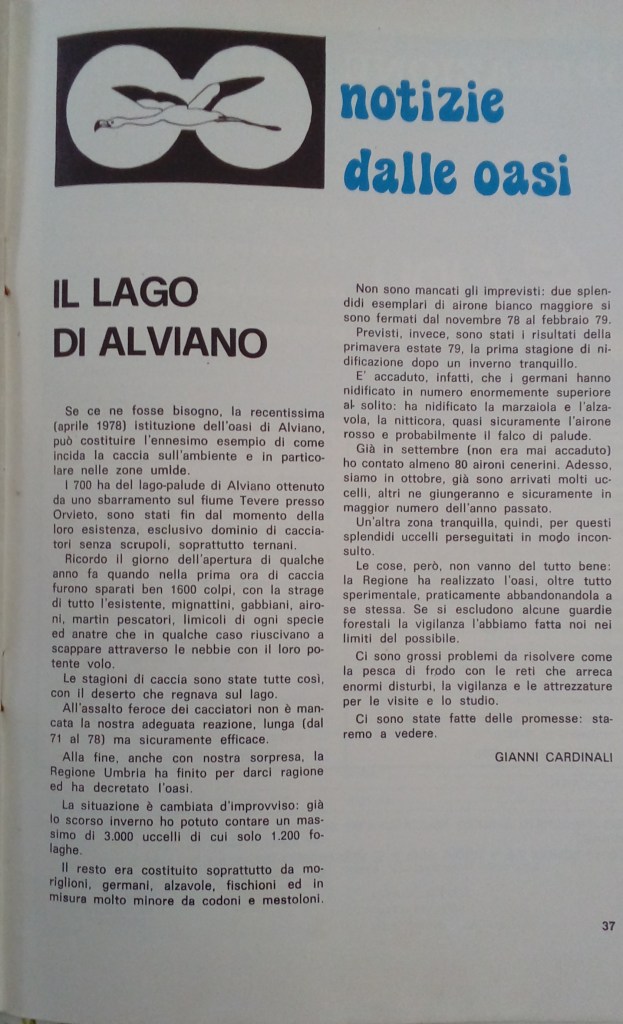 notizie
dalle oasi
IL LAGO
DI ALVIANO
Se ce ne fosse bisogno, la recentissima
(aprile 1978) istituzione dell'oasi di Alviano,
può costituire l'ennesimo esempio di come
incida la caccia sull'ambiente e in partico-
lare nelle zone umide.
I 700 ha del lago-palude di Alviano ottenuto
da uno sbarramento sul fiume Tevere presso
Orvieto, sono stati fin dal momento della
loro esistenza, esclusivo dominio di caccia-
tori senza scrupoli, soprattutto ternani.
Ricordo il giorno dell'apertura di qualche
anno fa quando nella prima ora di caccia
furono sparati ben 1600 colpi, con la strage
di tutto l'esistente, mignattini, gabbiani, airo-
ni, martin pescatori, limicoli di ogni specie
ed anatre che in qualche caso riuscivano a
scappare attraverso le nebbie con il loro po-
tente volo.
Le stagioni di caccia sono state tutte così,
con il deserto che regnava sul lago.
All'assalto feroce dei cacciatori non è man-
cata la nostra adeguata reazione, lunga (dal
71 al 78) ma sicuramente efficace.
Alla fine, anche con nostra sorpresa, la
Regione Umbria ha finito per darci ragione
ed ha decretato l'oasi.
La situazione è cambiata d'improvviso: già
lo scorso inverno ho potuto contare un mas-
simo di 3.000 uccelli di cui solo 1.200 fo-
laghe.
Il resto era costituito soprattutto da mo-
riglioni, germani, alzavole, fischioni ed in
misura molto minore da codoni e mestoloni.
Non sono mancati gli imprevisti: due splen-
didi esemplari di airone bianco maggiore si
sono fermati dal novembre 78 al febbraio 79.
Previsti, invece, sono stati i risultati della
primavera estate 79, la prima stagione di ni-
dificazione dopo un inverno tranquillo.
E' accaduto, infatti, che i germani hanno
nidificato in numero enormemente superiore
al solito: ha nidificato la marzaiola e l'alza-
vola, la nitticora, quasi sicuramente l'airone
rosso e probabilmente il falco di palude.
Già in settembre (non era mai accaduto)
ho contato almeno 80 aironi cenerini. Adesso,
siamo in ottobre, già sono arrivati molti uc-
celli, altri ne giungeranno e sicuramente in
maggior numero dell'anno passato.
Un'altra zona tranquilla, quindi, per questi
splendidi uccelli perseguitati in modo incon-
sulto.
Le cose, però, non vanno del tutto bene:
la Regione ha realizzato l'oasi, oltre tutto
sperimentale, praticamente abbandonandola a
se stessa. Se si escludono alcune guardie
forestali la vigilanza l'abbiamo fatta noi nei
limiti del possibile.
Ci sono grossi problemi da risolvere come
la pesca di frodo con le reti che arreca
enormi disturbi, la vigilanza e le attrezzature
per le visite e lo studio.
Ci sono state fatte delle promesse: sta-
remo a vedere.
GIANNI CARDINALI
37